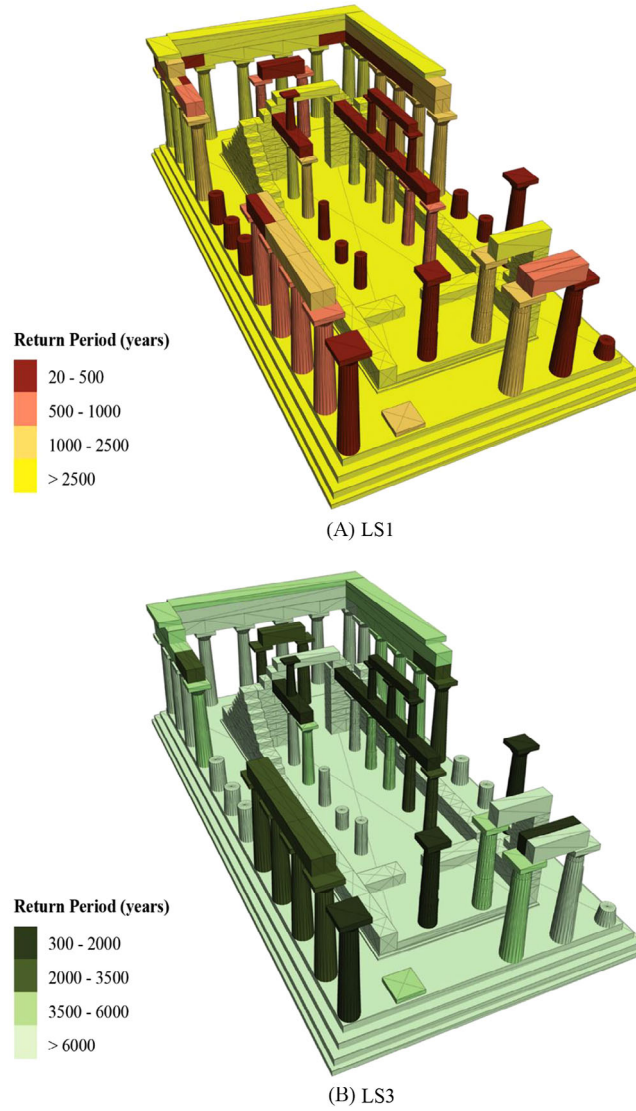 Return Period (years)
20 - 500
500 - 1000
1000 - 2500
> 2500
(A) LS1
Return Period (years)
300 - 2000
2000 - 3500
3500 - 6000
> 6000
(B) LS3